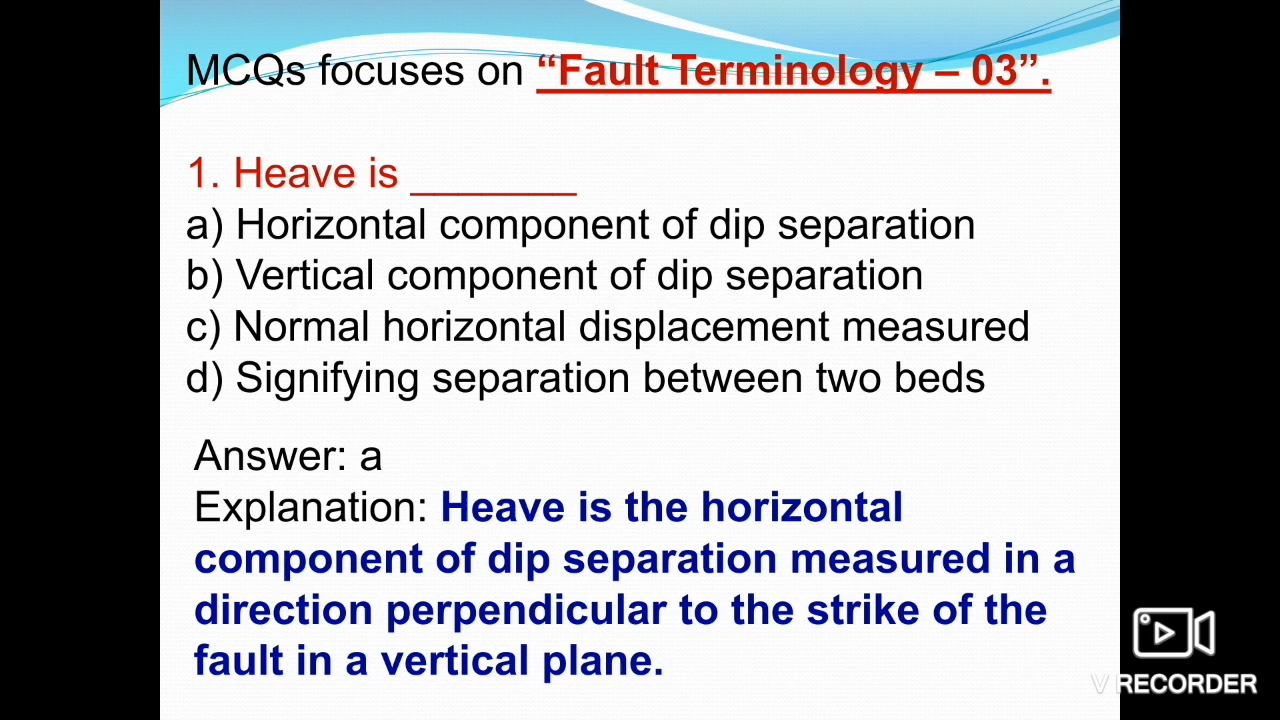 MCQs focuses on “Fault Terminology – 03”.
1. Heave is _______
a) Horizontal component of dip separation
b) Vertical component of dip separation
c) Normal horizontal displacement measured
d) Signifying separation between two beds
Answer: a
Explanation: Heave is the horizontal
component of dip separation measured in a
direction perpendicular to the strike of the
fault in a vertical plane.
V RECORDER